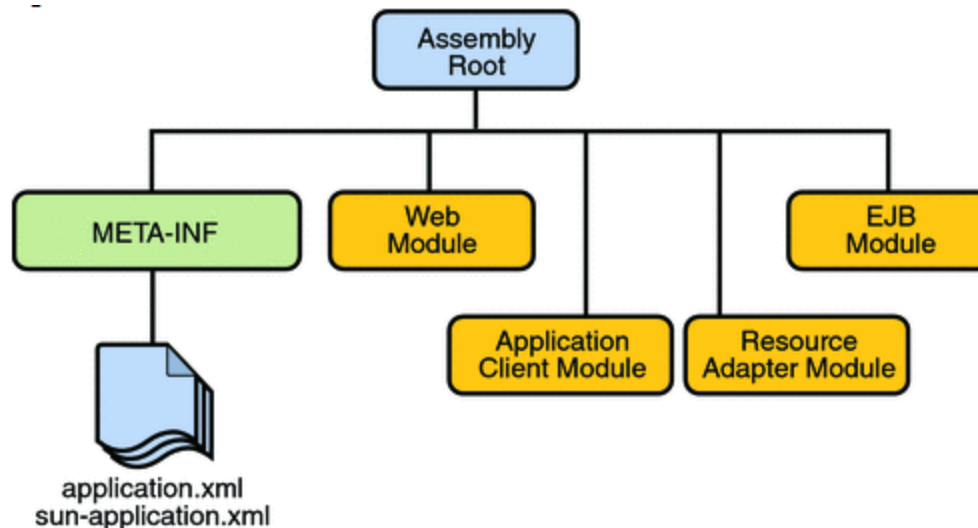 Assembly
Root
META-INF
Web
Module
EJB
Module
Application
Client Module
Resource
Adapter Module
application.xml
sun-application.xml